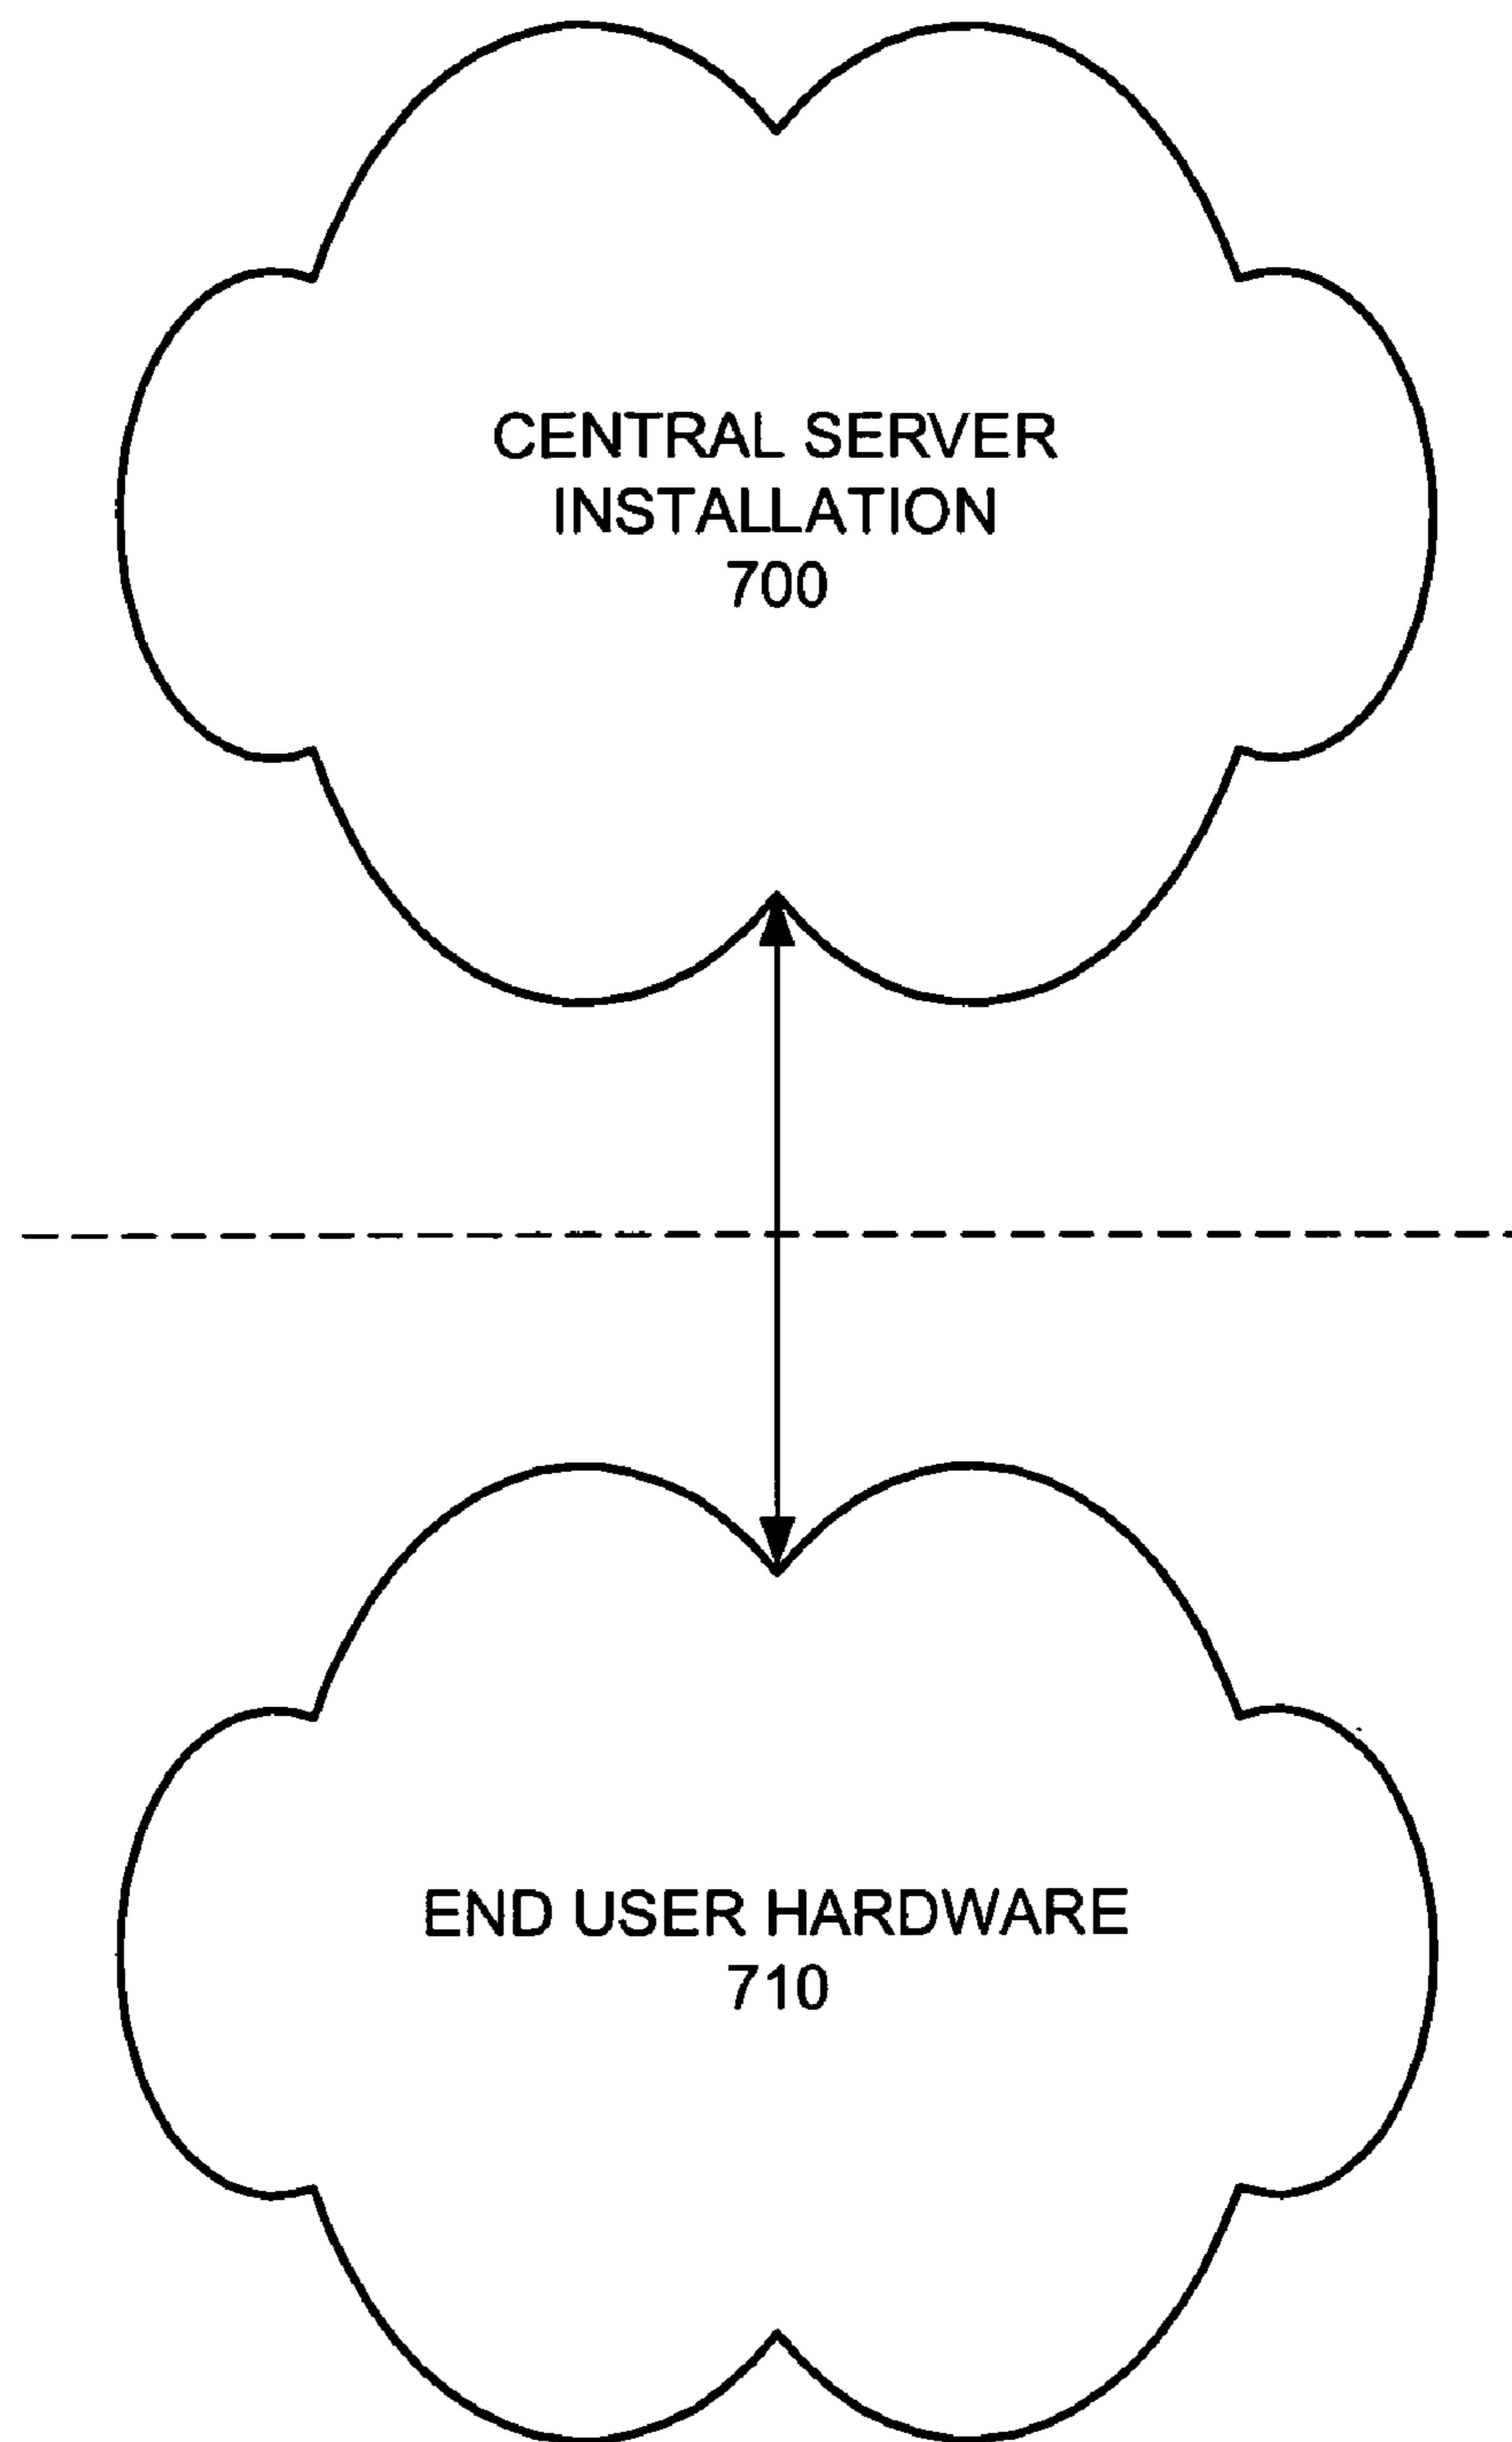 CENTRAL SERVER
INSTALLATION
700
END USER HARDWARE
710